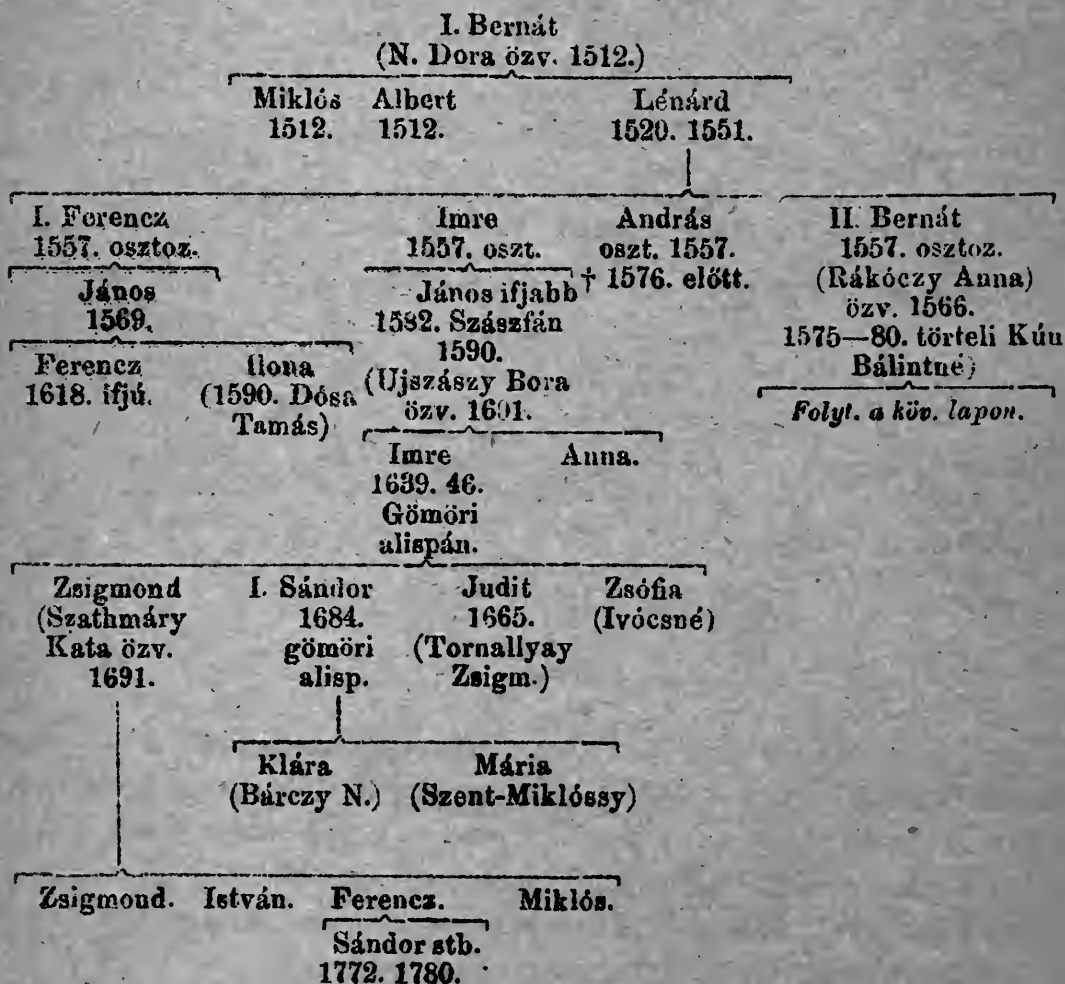 I. Bernát
(N. Dora özv. 1512.)
Miklós Albert Lénárd
1512. 1512. 1520. 1551.
I. Ferencz Imre András II. Bernát
1557. osztoz. 1557. oszt. oszt. 1557. 1557. osztoz.
János János ifjabb † 1576. előtt. (Rákóczy Anna)
1569. 1582. Szászfán özv. 1566.
1590. 1575—80. törteli Kúu
Ferencz Ilona (Ujszászy Bora Bálintné)
1618. ifjú. (1590. Dósa özv. 1601. Folyt. a köv. lapon.
Tamás)
Imre Anna.
1639. 46.
Gömöri
alispán.
Zsigmond I. Sándor Judit Zsófia
(Szathmáry 1684. 1665. (Ivócsné)
Kata özv. gömöri (Tornallyay
1691. alisp. Zsigm.)
Klára Mária
(Bárczy N.) (Szent-Miklóssy)
Zsigmond. István. Ferencz. Miklós.
Sándor stb.
1772. 1780.